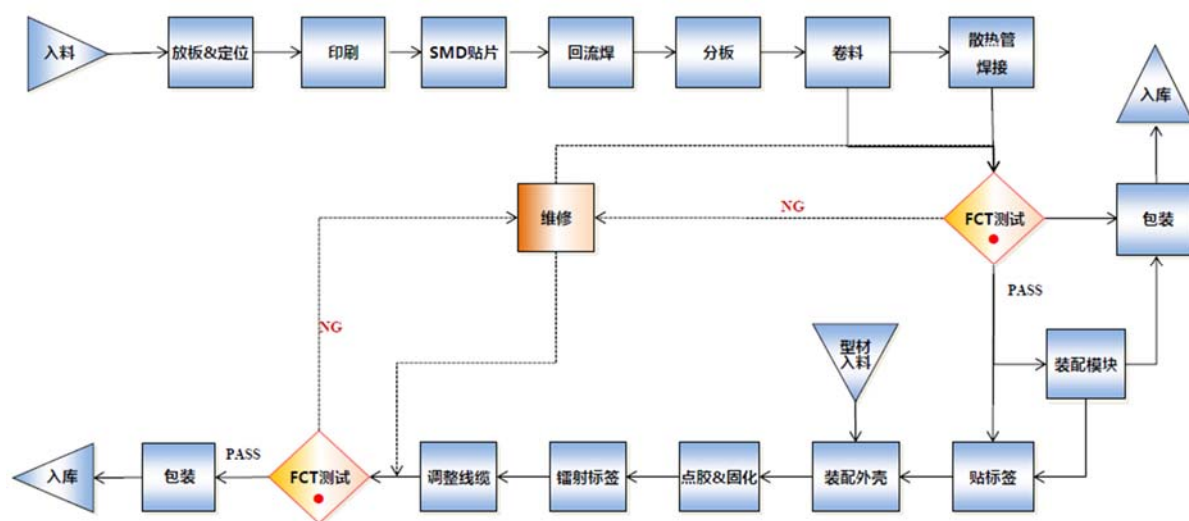 入料
放板&定位
印刷
SMD贴片
回流焊
分板
卷料
散热管
焊接
入库
维修
NG
FCT测试
包装
PASS
NG
型材
入料
装配模块
入库
包装
PASS
FCT测试
调整线缆
镭射标签
点胶&固化
装配外壳
贴标签